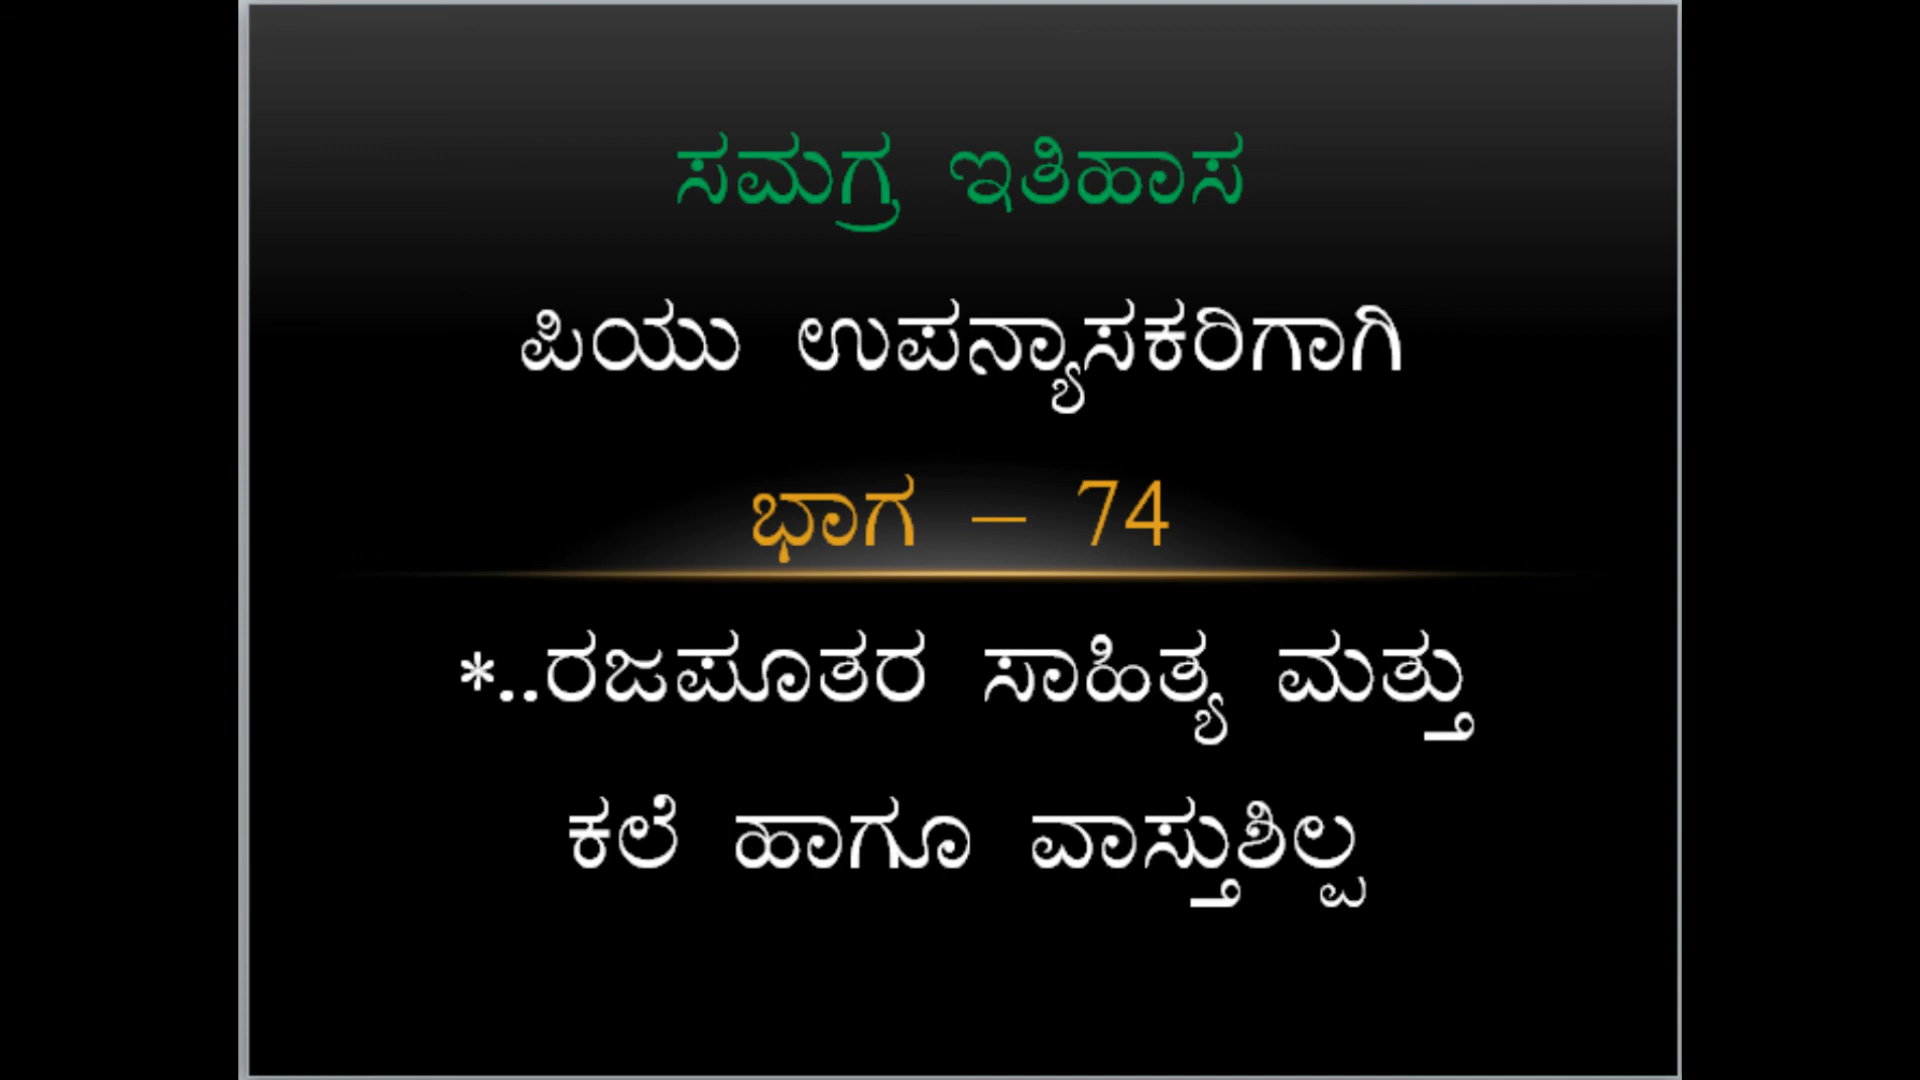 ಸಮಗ್ರ ಇತಿಹಾಸ
ಪಿಯು ಉಪನ್ಯಾಸಕರಿಗಾಗಿ
ಭಾಗ – 74
*..ರಜಪೂತರ ಸಾಹಿತ್ಯ ಮತ್ತು
ಕಲೆ ಹಾಗೂ ವಾಸ್ತುಶಿಲ್ಪ